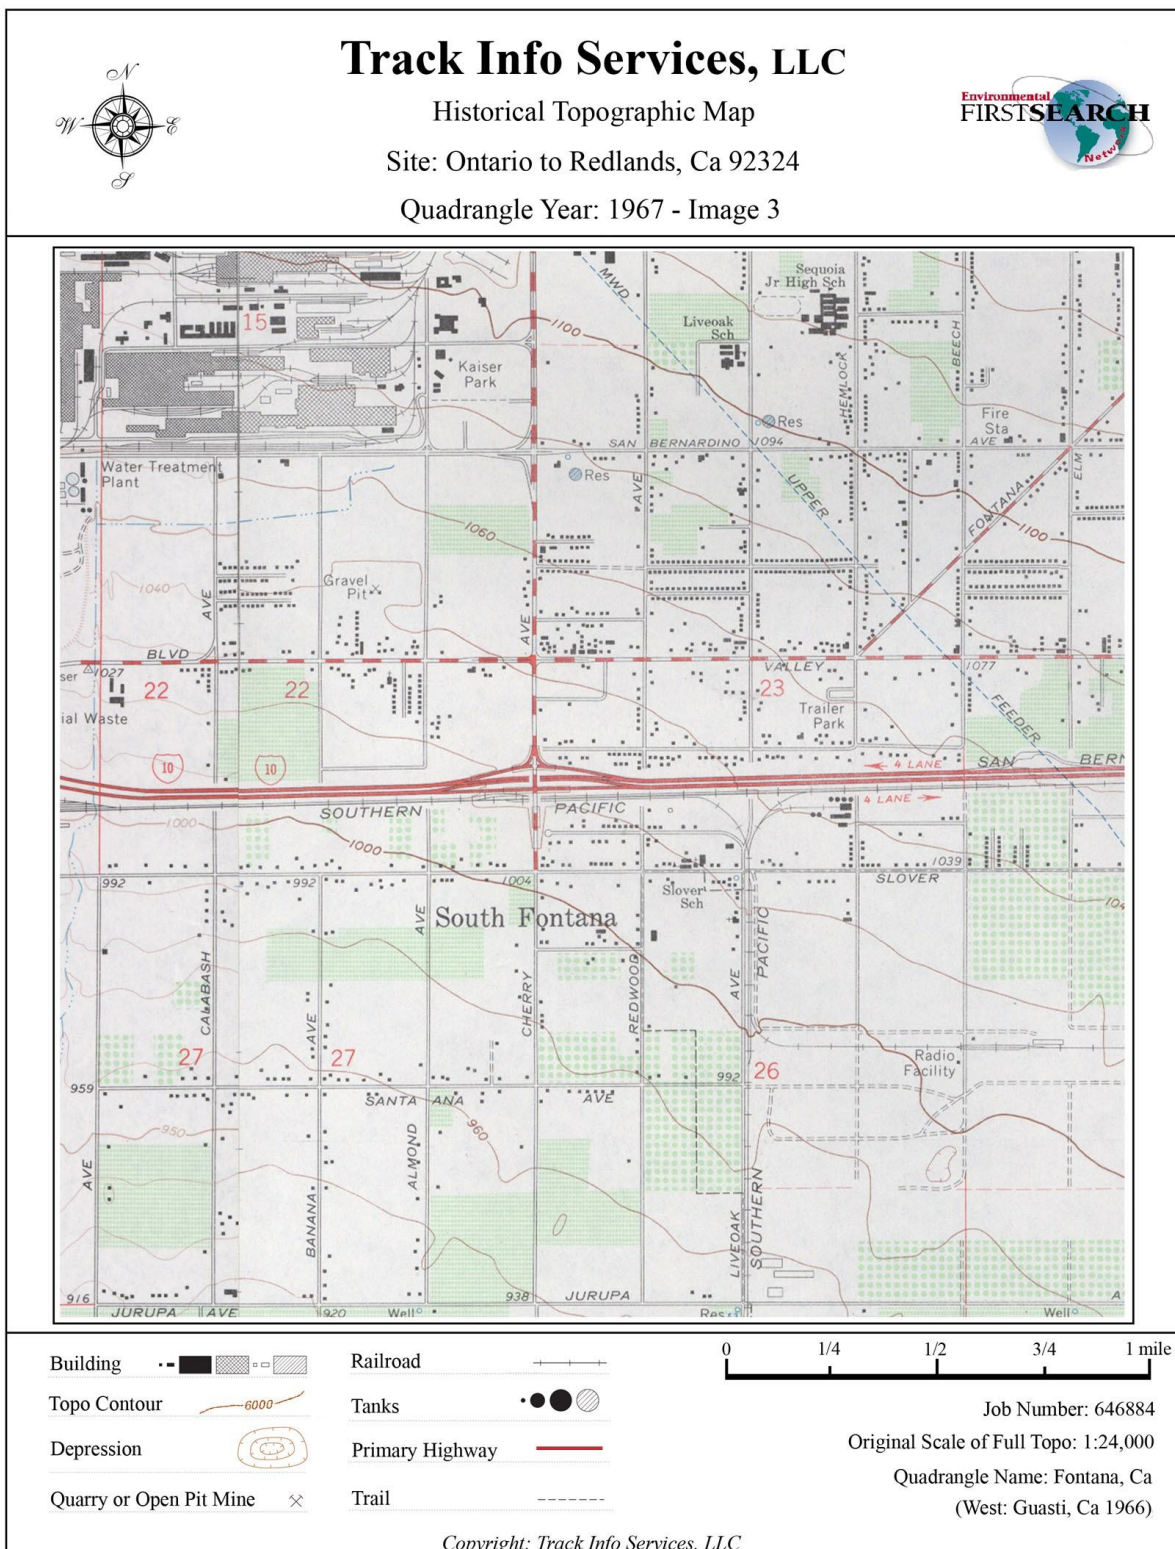 Track Info Services, LLC
Historical Topographic Map
Site: Ontario to Redlands, Ca 92324
Quadrangle Year: 1967 - Image 3
N
W
E
S
Environmental
FIRSTSEARCH
Network
MWD
Sequoia
Jr High Sch
15
1100
Liveoak
Sch
HEMLOCK
BEECH
Kaiser
Park
Res
Fire
Sta
SAN BERNARDINO 1094
AVE
Water Treatment
Plant
Res
AVE
UPPER
ELM
FONTANA
1060
1100
Gravel
Pit
1040
AVE
AVE
BLVD
VALLEY
1077
ser
1027
22
22
23
ial Waste
Trailer
Park
FEEDER
10
10
4 LANE
SAN
BERN
SOUTHERN
PACIFIC
4 LANE
1000
1000
1039
992
992
1004
Slover
Sch
SLOVER
104
AVE
South Fontana
PACIFIC
CALABASH
AVE
CHERRY
REDWOOD
AVE
27
27
26
Radio
Facility
959
992
SANTA ANA
AVE
950
960
AVE
ALMOND
BANANA
LIVEOAK
SOUTHERN
916
938
JURUPA
A
JURUPA
AVE
920
Well
Res
Well
Building
Topo Contour
6000
Depression
Quarry or Open Pit Mine
Railroad
Tanks
Primary Highway
Trail
0 1/4 1/2 3/4 1 mile
Job Number: 646884
Original Scale of Full Topo: 1:24,000
Quadrangle Name: Fontana, Ca
(West: Guasti, Ca 1966)
Copyright: Track Info Services, LLC